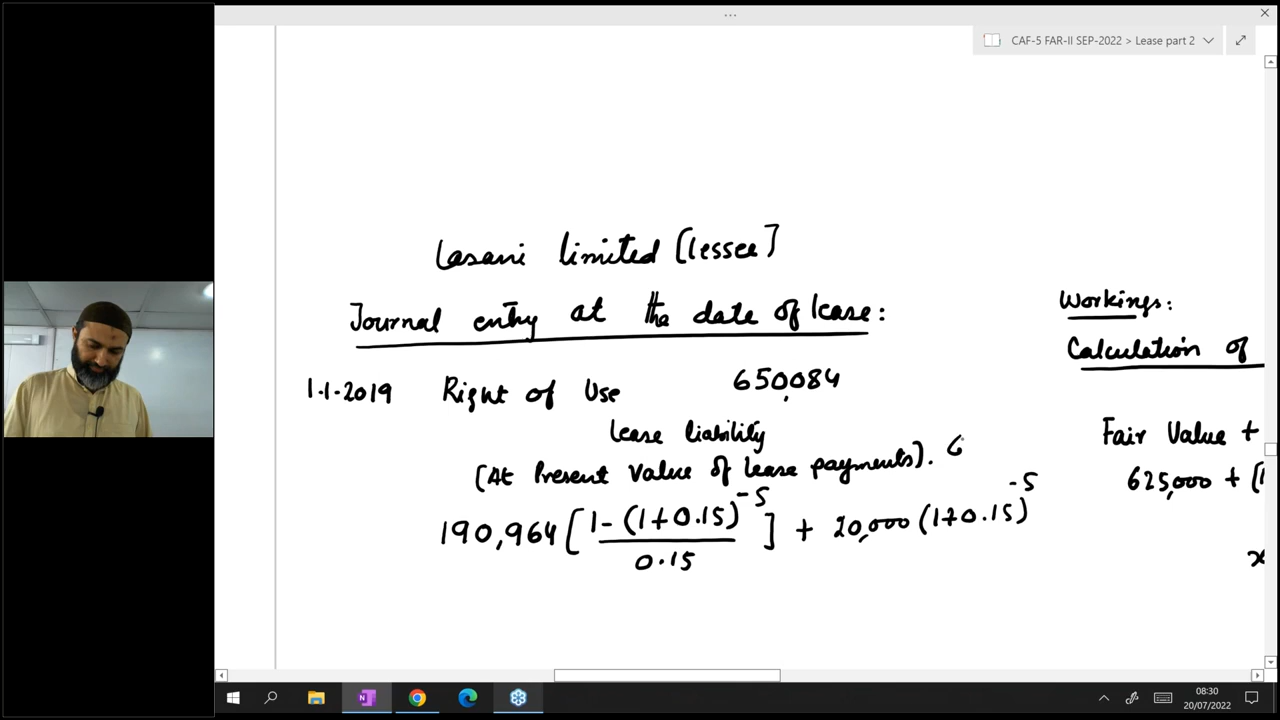 CAF-5 FAR-II SEP-2022 > Lease part 2
Lasani limited [lessee]
Journal entry at the date of lease:
1.1.2019 Right of Use 650,084
Lease liability
(At Present Value of lease payments). 6
190,964 [1-(1+0.15)^-5 / 0.15] + 20,000 (1+0.15)^-5
Workings:
Calculation of
Fair Value +
625,000 + [1
x
08:30
20/07/2022